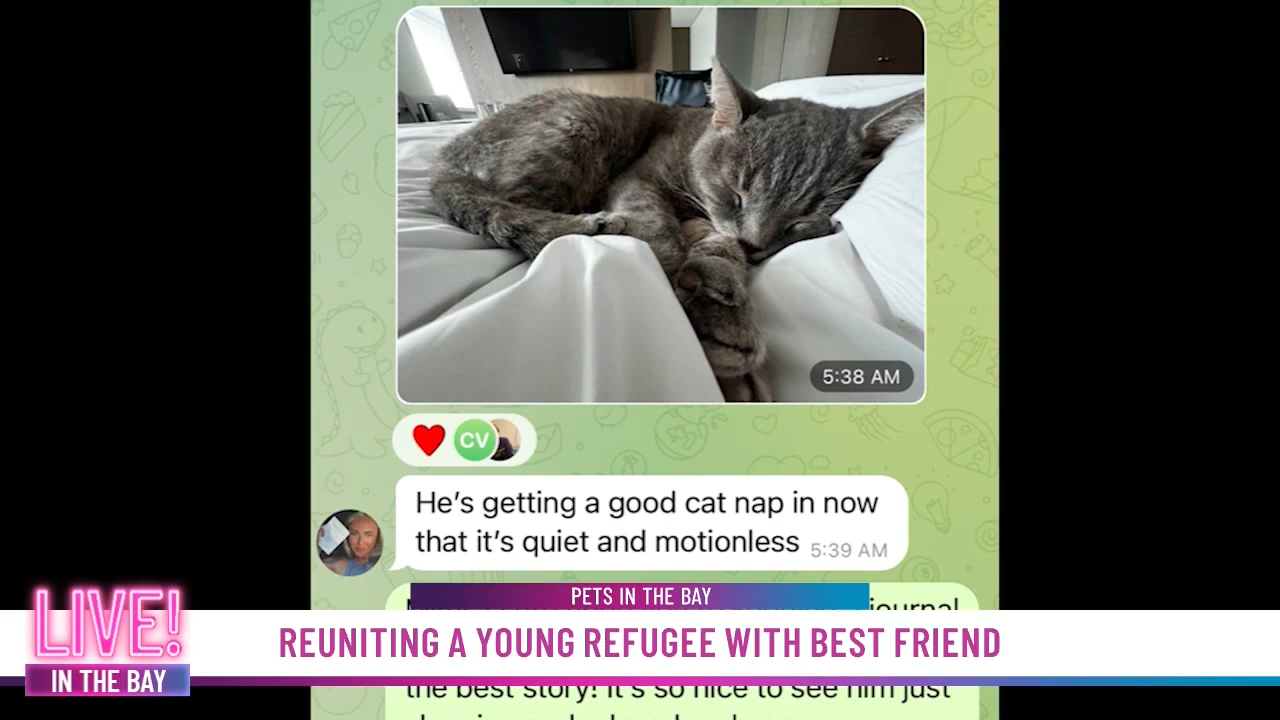 5:38 AM
CV
He's getting a good cat nap in now
that it's quiet and motionless 5:39 AM
PETS IN THE BAY
journal
LIVE!
REUNITING A YOUNG REFUGEE WITH BEST FRIEND
IN THE BAY
the best story! It's so nice to see him just